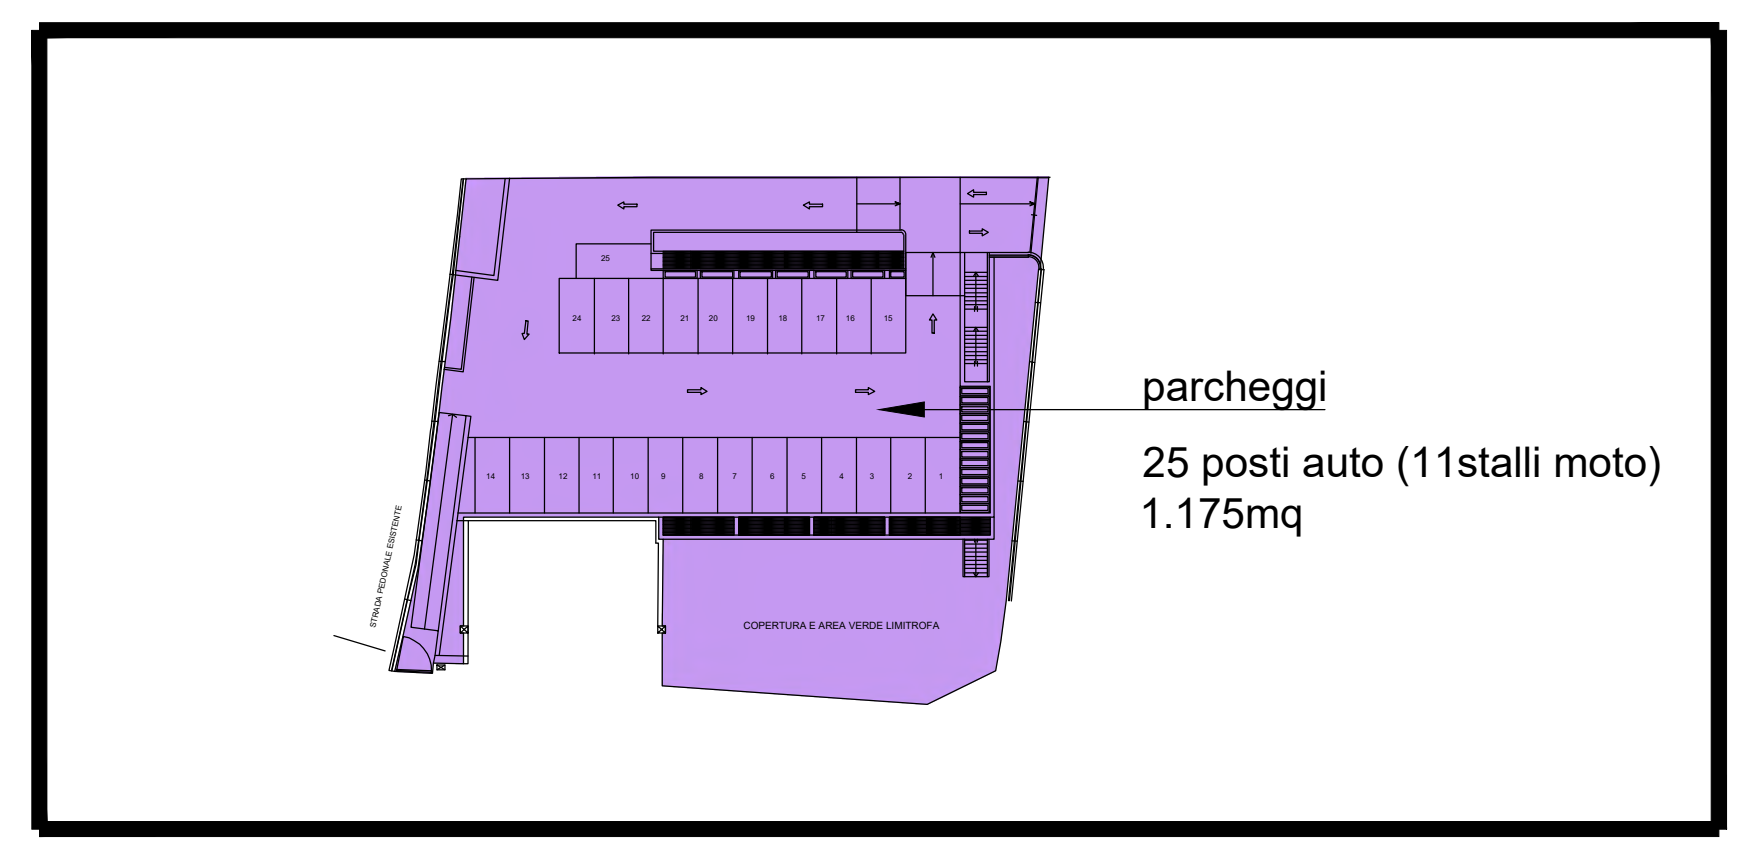 25
24 23 22 21 20 19 18 17 16 15
parcheggi
14 13 12 11 10 9 8 7 6 5 4 3 2 1
25 posti auto (11stalli moto)
1.175mq
STRADA PEDONALE ESISTENTE
COPERTURA E AREA VERDE LIMITROFA